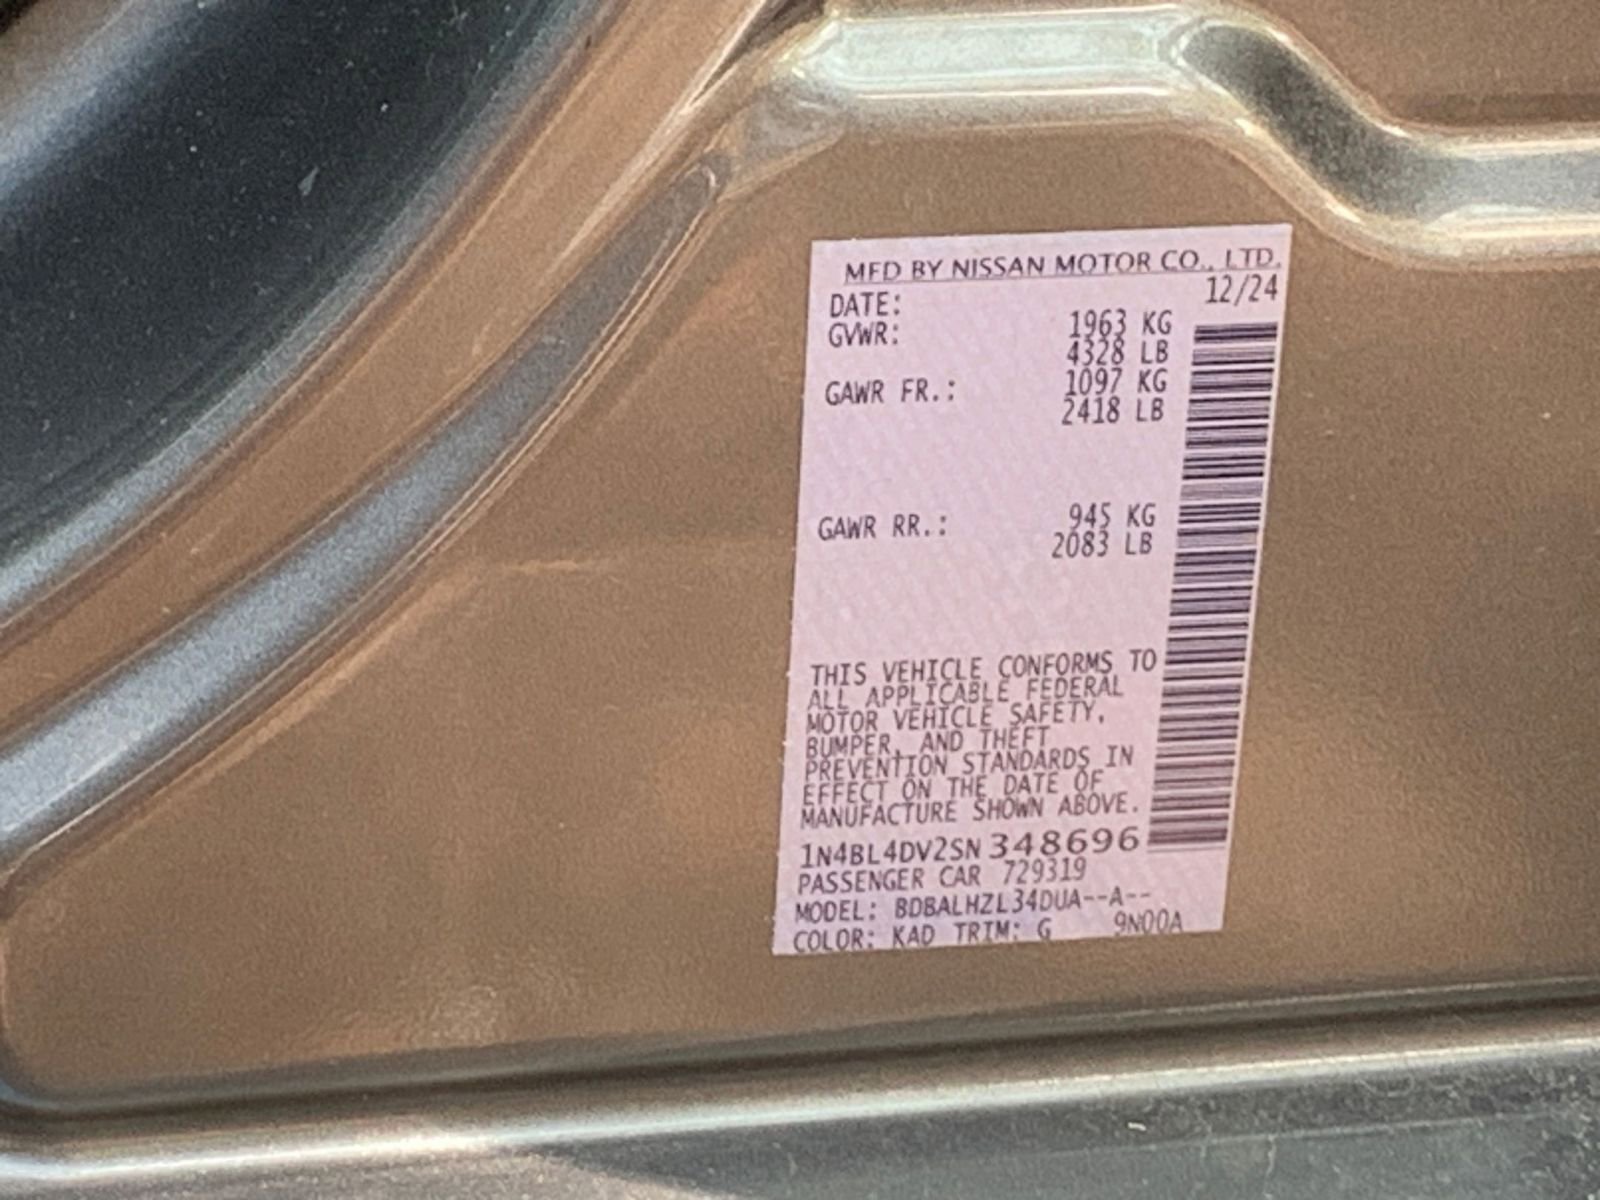 MFD BY NISSAN MOTOR CO., LTD.
DATE: 12/24
GVWR: 1963 KG
4328 LB
GAWR FR.: 1097 KG
2418 LB
GAWR RR.: 945 KG
2083 LB
THIS VEHICLE CONFORMS TO
ALL APPLICABLE FEDERAL
MOTOR VEHICLE SAFETY,
BUMPER, AND THEFT
PREVENTION STANDARDS IN
EFFECT ON THE DATE OF
MANUFACTURE SHOWN ABOVE.
1N4BL4DV2SN348696
PASSENGER CAR 729319
MODEL: BDBALHZL34DUA--A--
COLOR: KAD TRIM: G 9N00A